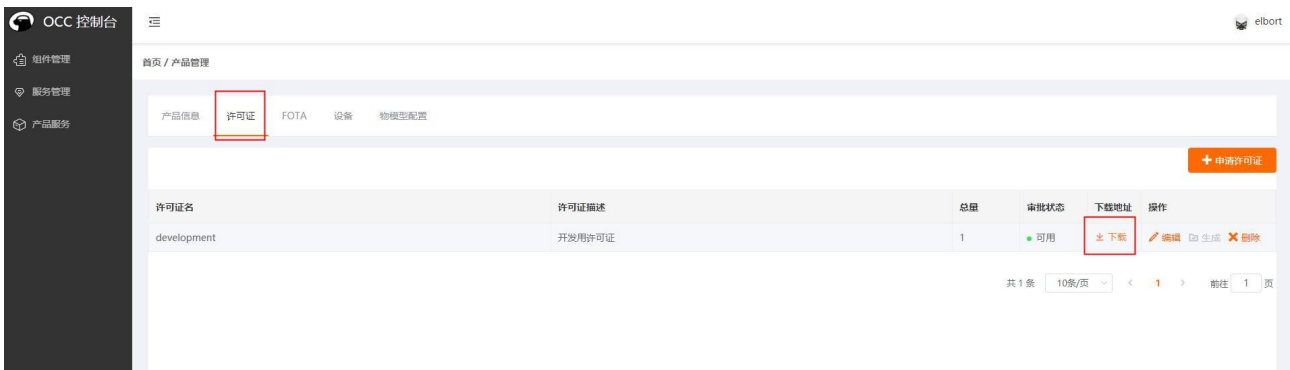 OCC 控制台
elbort
组件管理
首页 / 产品管理
服务管理
产品服务
产品信息 许可证 FOTA 设备 物模型配置
申请许可证
许可证名 许可证描述 总量 审批状态 下载地址 操作
development 开发用许可证 1 可用 下载 编辑 生成 删除
共 1 条 10条/页 < 1 > 前往 1 页